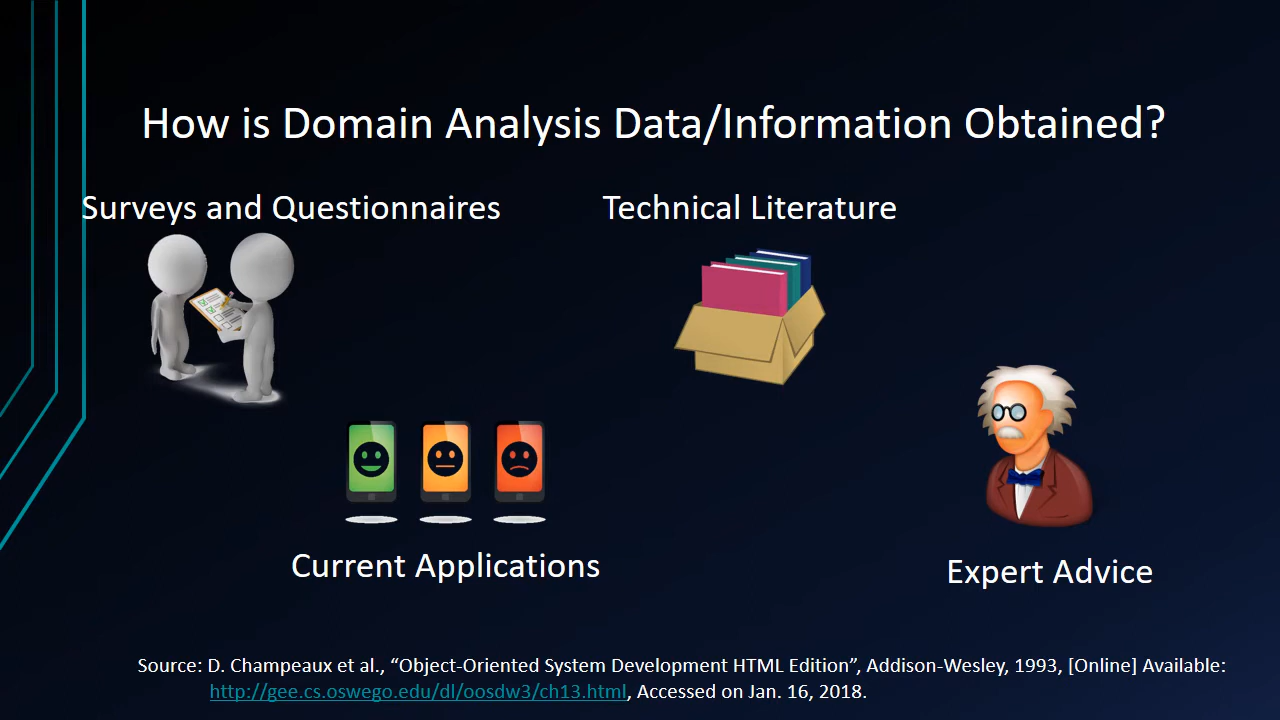 How is Domain Analysis Data/Information Obtained?
Surveys and Questionnaires
Technical Literature
Current Applications
Expert Advice
Source: D. Champeaux et al., “Object-Oriented System Development HTML Edition”, Addison-Wesley, 1993, [Online] Available:
http://gee.cs.oswego.edu/dl/oosdw3/ch13.html, Accessed on Jan. 16, 2018.